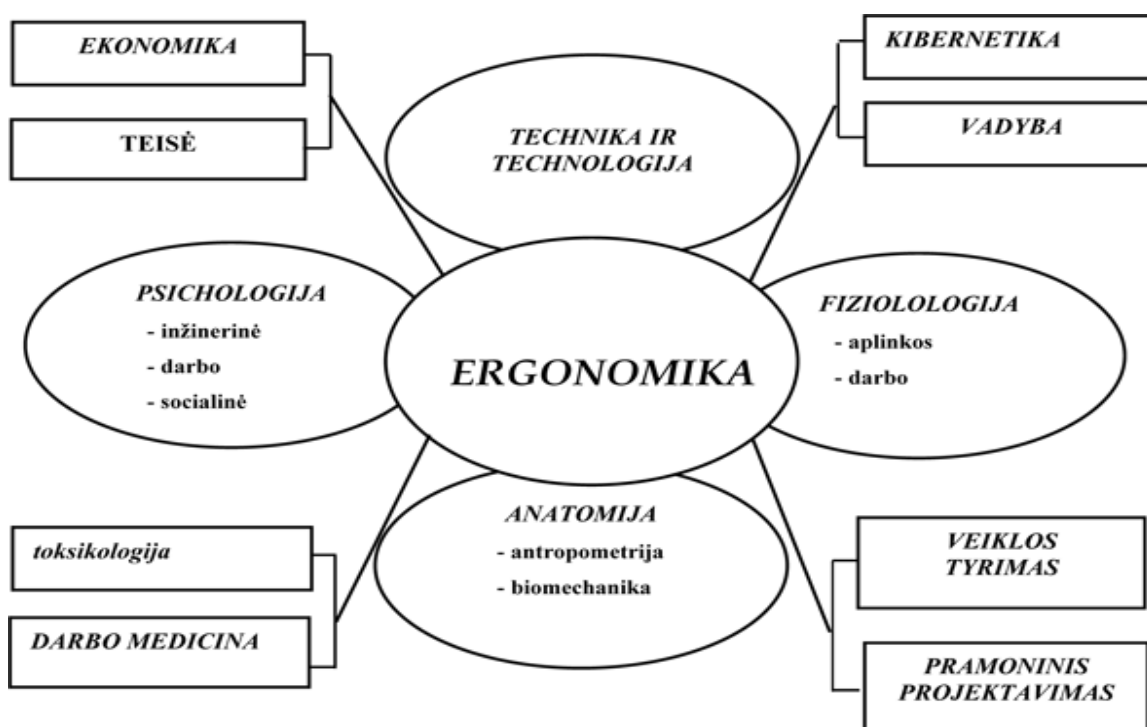 EKONOMIKA
TEISĖ
KIBERNETIKA
VADYBA
TECHNIKA IR
TECHNOLOGIJA
PSICHOLOGIJA
- inžinerinė
- darbo
- socialinė
ERGONOMIKA
FIZIOLOLOGIJA
- aplinkos
- darbo
ANATOMIJA
- antropometrija
- biomechanika
toksikologija
DARBO MEDICINA
VEIKLOS
TYRIMAS
PRAMONINIS
PROJEKTAVIMAS